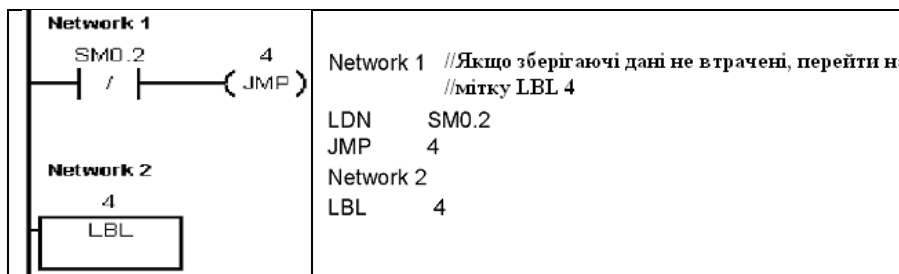 Network 1
SM0.2
4
/
JMP
Network 2
4
LBL
Network 1 //Якщо зберігаючі дані не втрачені, перейти на
//мітку LBL 4
LDN SM0.2
JMP 4
Network 2
LBL 4